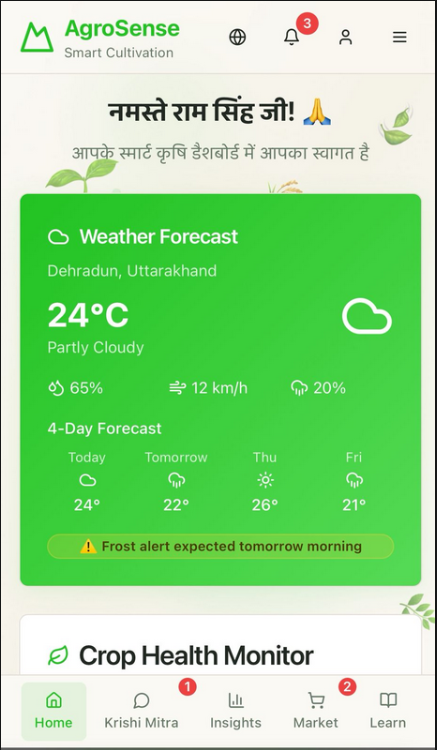 AgroSense
Smart Cultivation
3
नमस्ते राम सिंह जी! 🙏
आपके स्मार्ट कृषि डैशबोर्ड में आपका स्वागत है
Weather Forecast
Dehradun, Uttarakhand
24°C
Partly Cloudy
65% 12 km/h 20%
4-Day Forecast
Today Tomorrow Thu Fri
24° 22° 26° 21°
⚠️ Frost alert expected tomorrow morning
Crop Health Monitor
1 2
Home Krishi Mitra Insights Market Learn